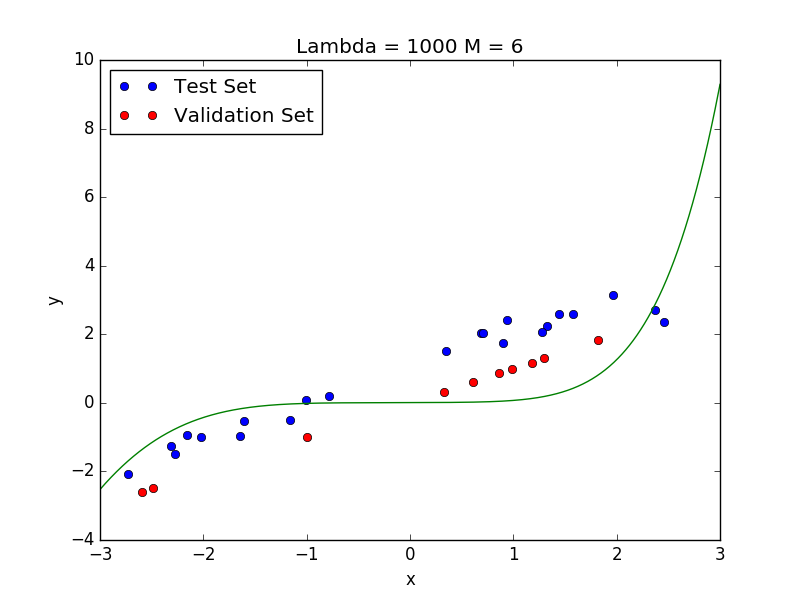 Lambda = 1000 M = 6
10
8
6
4
2
0
−2
−4
Test Set
Validation Set
y
−3 −2 −1 0 1 2 3
x